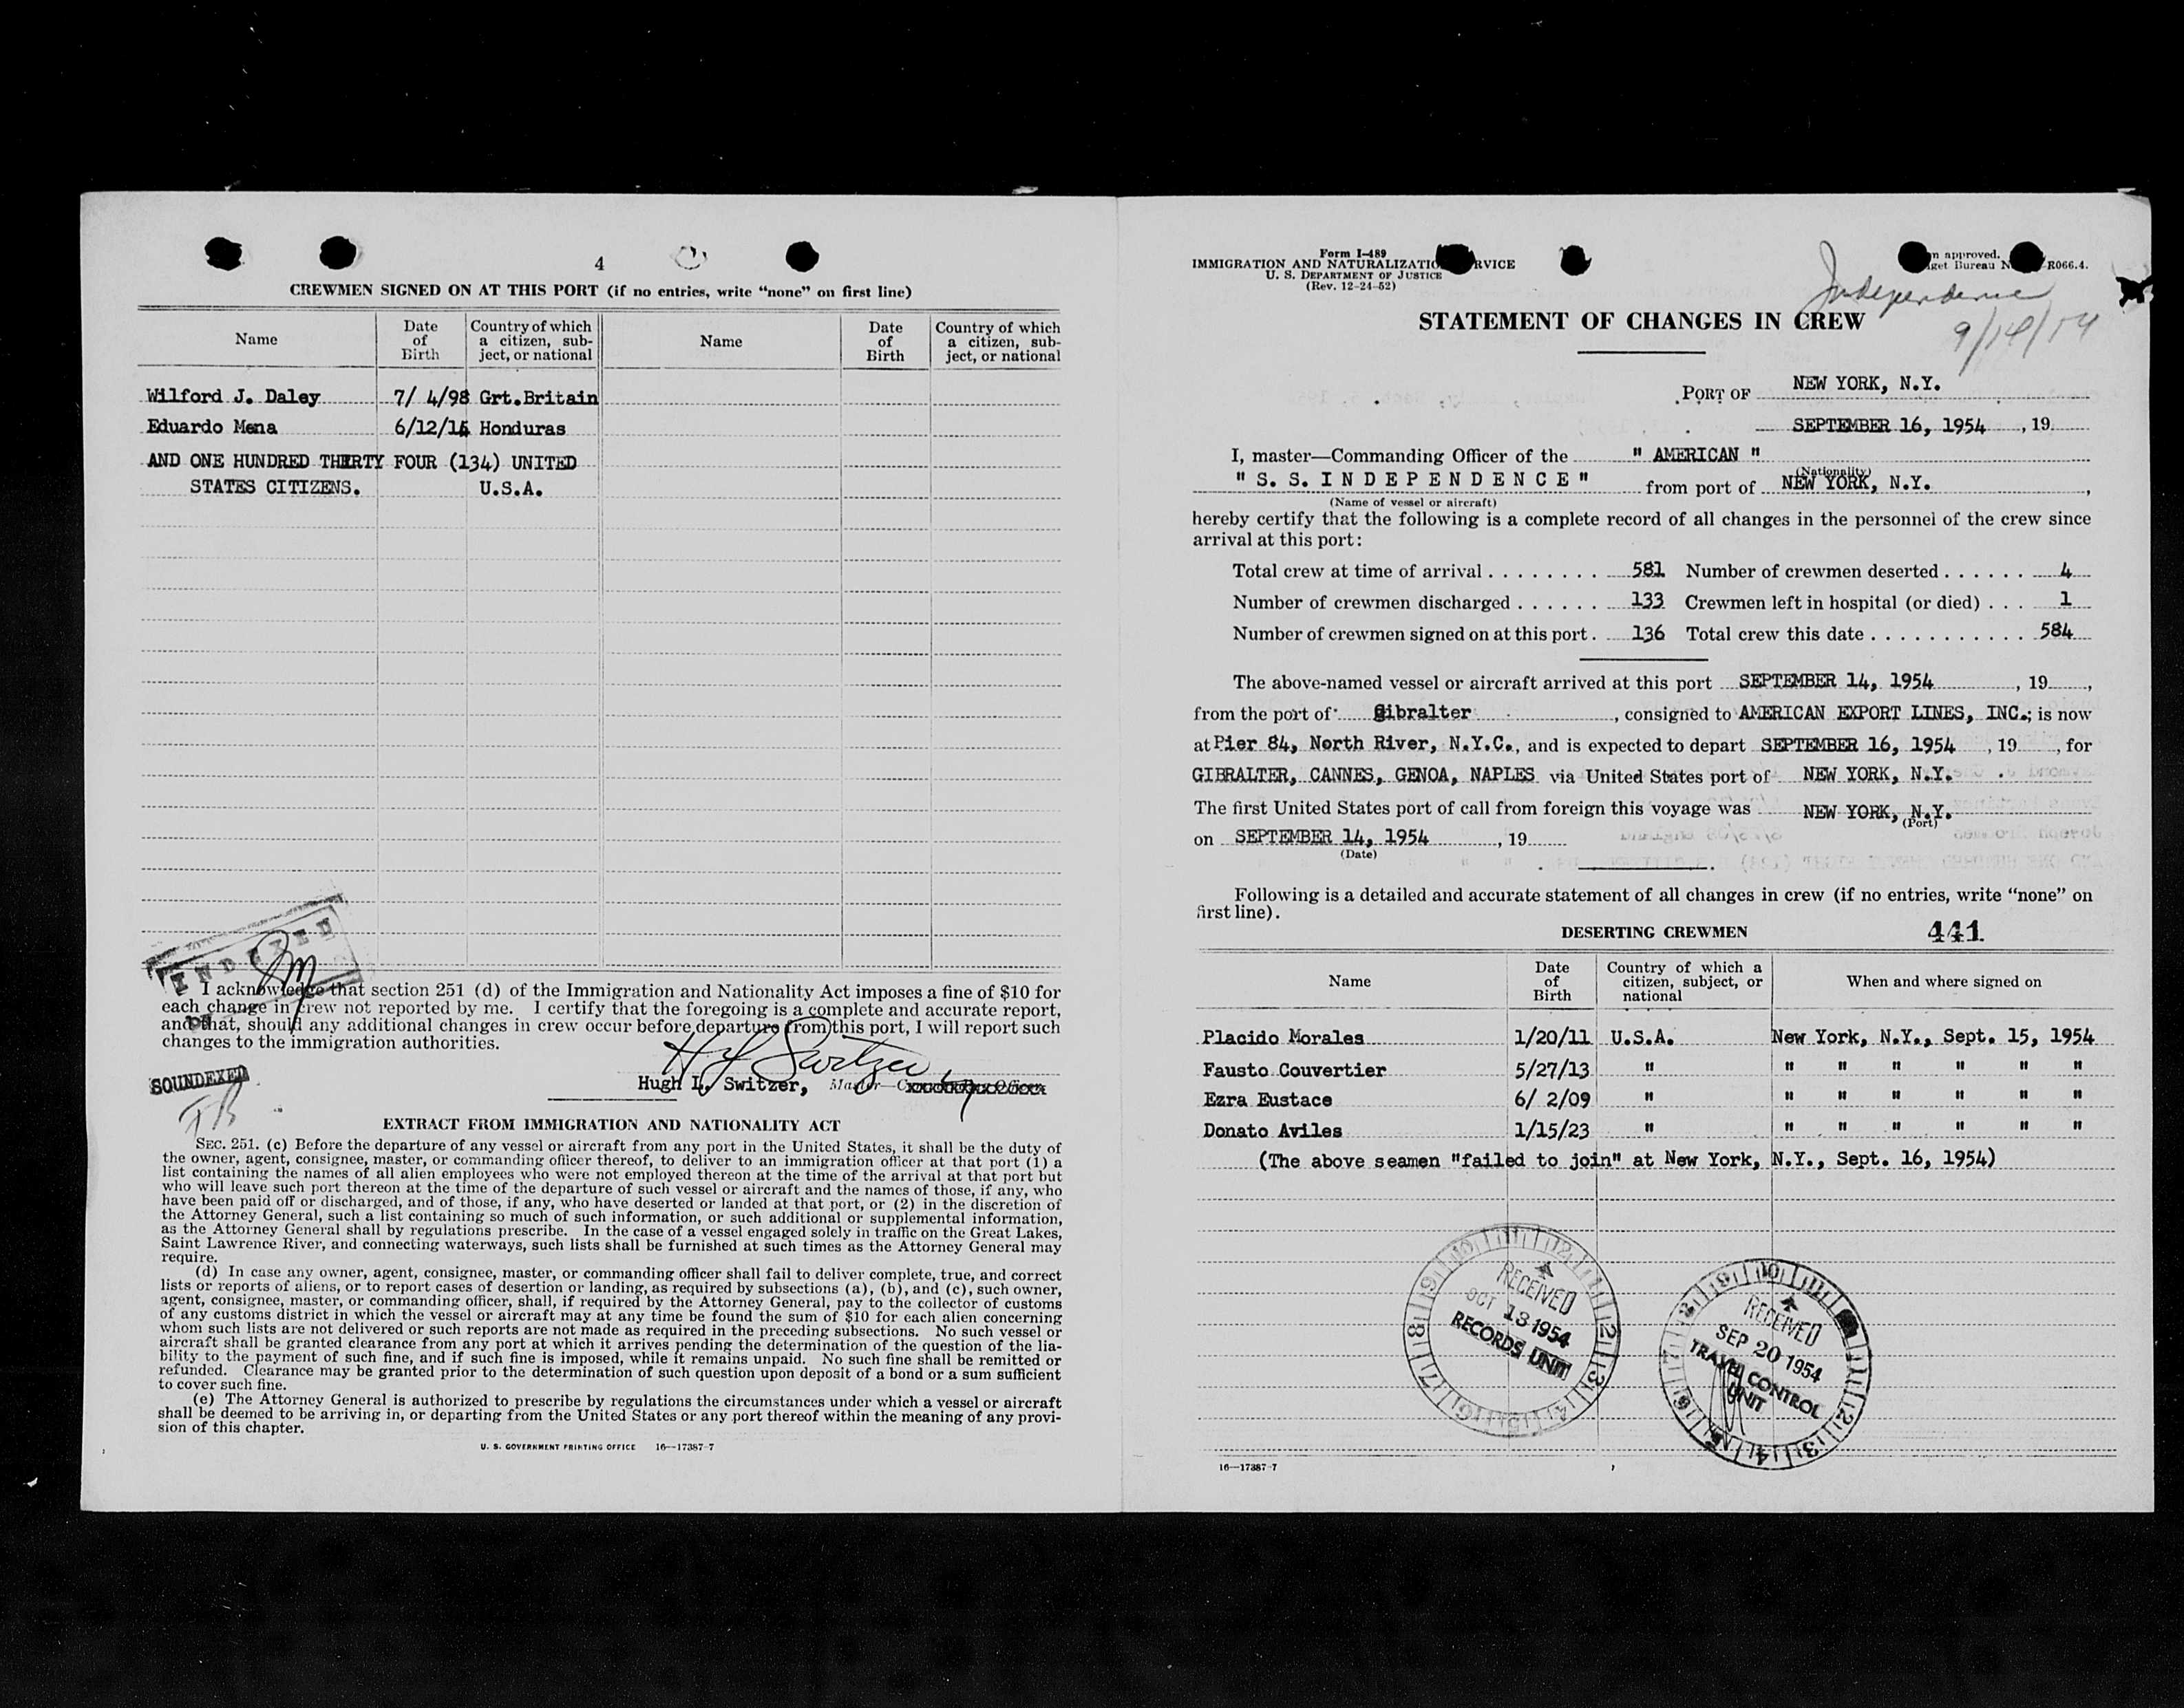 4
CREWMEN SIGNED ON AT THIS PORT (if no entries, write “none” on first line)
Name
Date of Birth
Country of which a citizen, subject, or national
Name
Date of Birth
Country of which a citizen, subject, or national
Wilford J. Daley 7/ 4/98 Grt.Britain
Eduardo Mena 6/12/15 Honduras
AND ONE HUNDRED THIRTY FOUR (134) UNITED
STATES CITIZENS. U.S.A.
INDEXED
I acknowledge that section 251 (d) of the Immigration and Nationality Act imposes a fine of $10 for
each change in crew not reported by me. I certify that the foregoing is a complete and accurate report,
and that, should any additional changes in crew occur before departure from this port, I will report such
changes to the immigration authorities.
H L Switzer
SOUNDEXED
Hugh L. Switzer, Master
EXTRACT FROM IMMIGRATION AND NATIONALITY ACT
SEC. 251. (c) Before the departure of any vessel or aircraft from any port in the United States, it shall be the duty of
the owner, agent, consignee, master, or commanding officer thereof, to deliver to an immigration officer at that port (1) a
list containing the names of all alien employees who were not employed thereon at the time of the arrival at that port but
who will leave such port thereon at the time of the departure of such vessel or aircraft and the names of those, if any, who
have been paid off or discharged, and of those, if any, who have deserted or landed at that port, or (2) in the discretion of
the Attorney General, such a list containing so much of such information, or such additional or supplemental information,
as the Attorney General shall by regulations prescribe. In the case of a vessel engaged solely in traffic on the Great Lakes,
Saint Lawrence River, and connecting waterways, such lists shall be furnished at such times as the Attorney General may
require.
(d) In case any owner, agent, consignee, master, or commanding officer shall fail to deliver complete, true, and correct
lists or reports of aliens, or to report cases of desertion or landing, as required by subsections (a), (b), and (c), such owner,
agent, consignee, master, or commanding officer, shall, if required by the Attorney General, pay to the collector of customs
of any customs district in which the vessel or aircraft may at any time be found the sum of $10 for each alien concerning
whom such lists are not delivered or such reports are not made as required in the preceding subsections. No such vessel or
aircraft shall be granted clearance from any port at which it arrives pending the determination of the question of the lia-
bility to the payment of such fine, and if such fine is imposed, while it remains unpaid. No such fine shall be remitted or
refunded. Clearance may be granted prior to the determination of such question upon deposit of a bond or a sum sufficient
to cover such fine.
(e) The Attorney General is authorized to prescribe by regulations the circumstances under which a vessel or aircraft
shall be deemed to be arriving in, or departing from the United States or any port thereof within the meaning of any provi-
sion of this chapter.
U. S. GOVERNMENT PRINTING OFFICE 16—17387-7
Form I-489
IMMIGRATION AND NATURALIZATIO RVICE
U. S. DEPARTMENT OF JUSTICE
(Rev. 12-24-52)
n approved.
get Bureau N R066.4.
Independence
9/14/54
STATEMENT OF CHANGES IN CREW
PORT OF NEW YORK, N.Y.
SEPTEMBER 16, 1954, 19
I, master—Commanding Officer of the " AMERICAN "
(Nationality)
" S. S. I N D E P E N D E N C E " from port of NEW YORK, N.Y.,
(Name of vessel or aircraft)
hereby certify that the following is a complete record of all changes in the personnel of the crew since
arrival at this port:
Total crew at time of arrival . . . . . . . . 581 Number of crewmen deserted . . . . . . 4
Number of crewmen discharged . . . . . . 133 Crewmen left in hospital (or died) . . . 1
Number of crewmen signed on at this port . 136 Total crew this date . . . . . . . . . . . . 584
The above-named vessel or aircraft arrived at this port SEPTEMBER 14, 1954, 19,
from the port of Gibralter, consigned to AMERICAN EXPORT LINES, INC.; is now
at Pier 84, North River, N.Y.C., and is expected to depart SEPTEMBER 16, 1954, 19, for
GIBRALTER, CANNES, GENOA, NAPLES via United States port of NEW YORK, N.Y.
The first United States port of call from foreign this voyage was NEW YORK, N.Y.
(Port)
on SEPTEMBER 14, 1954, 19
(Date)
Following is a detailed and accurate statement of all changes in crew (if no entries, write “none” on
first line).
DESERTING CREWMEN 441
Name
Date of Birth
Country of which a citizen, subject, or national
When and where signed on
Placido Morales 1/20/11 U.S.A. New York, N.Y., Sept. 15, 1954
Fausto Couvertier 5/27/13 " " " " " " "
Ezra Eustace 6/ 2/09 " " " " " " "
Donato Aviles 1/15/23 " " " " " " "
(The above seamen "failed to join" at New York, N.Y., Sept. 16, 1954)
RECEIVED
OCT 13 1954
RECORDS UNIT
RECEIVED
SEP 20 1954
TRAVEL CONTROL
UNIT
16—17387-7